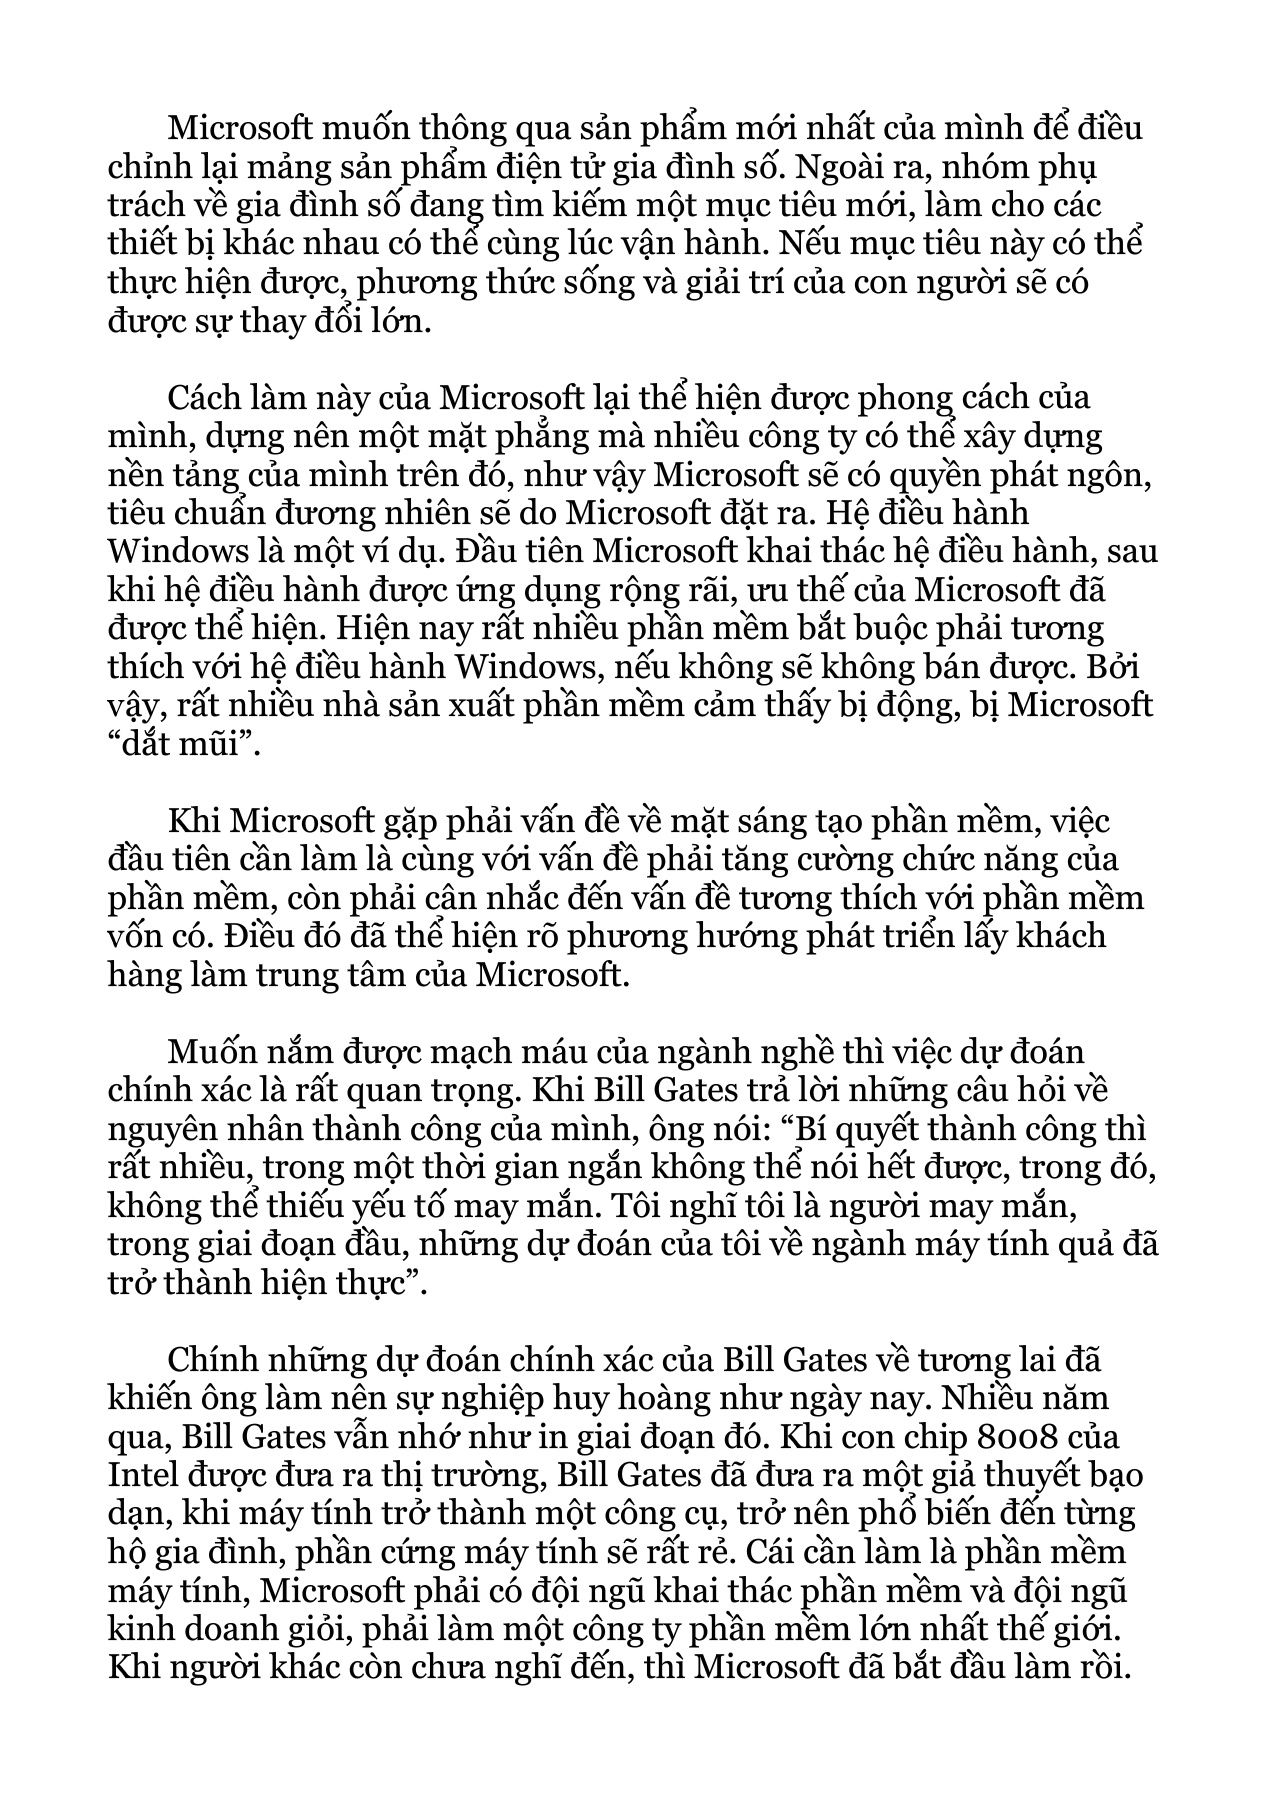 Microsoft muốn thông qua sản phẩm mới nhất của mình để điều
chỉnh lại mảng sản phẩm điện tử gia đình số. Ngoài ra, nhóm phụ
trách về gia đình số đang tìm kiếm một mục tiêu mới, làm cho các
thiết bị khác nhau có thể cùng lúc vận hành. Nếu mục tiêu này có thể
thực hiện được, phương thức sống và giải trí của con người sẽ có
được sự thay đổi lớn.
Cách làm này của Microsoft lại thể hiện được phong cách của
mình, dựng nên một mặt phẳng mà nhiều công ty có thể xây dựng
nền tảng của mình trên đó, như vậy Microsoft sẽ có quyền phát ngôn,
tiêu chuẩn đương nhiên sẽ do Microsoft đặt ra. Hệ điều hành
Windows là một ví dụ. Đầu tiên Microsoft khai thác hệ điều hành, sau
khi hệ điều hành được ứng dụng rộng rãi, ưu thế của Microsoft đã
được thể hiện. Hiện nay rất nhiều phần mềm bắt buộc phải tương
thích với hệ điều hành Windows, nếu không sẽ không bán được. Bởi
vậy, rất nhiều nhà sản xuất phần mềm cảm thấy bị động, bị Microsoft
“dắt mũi”.
Khi Microsoft gặp phải vấn đề về mặt sáng tạo phần mềm, việc
đầu tiên cần làm là cùng với vấn đề phải tăng cường chức năng của
phần mềm, còn phải cân nhắc đến vấn đề tương thích với phần mềm
vốn có. Điều đó đã thể hiện rõ phương hướng phát triển lấy khách
hàng làm trung tâm của Microsoft.
Muốn nắm được mạch máu của ngành nghề thì việc dự đoán
chính xác là rất quan trọng. Khi Bill Gates trả lời những câu hỏi về
nguyên nhân thành công của mình, ông nói: “Bí quyết thành công thì
rất nhiều, trong một thời gian ngắn không thể nói hết được, trong đó,
không thể thiếu yếu tố may mắn. Tôi nghĩ tôi là người may mắn,
trong giai đoạn đầu, những dự đoán của tôi về ngành máy tính quả đã
trở thành hiện thực”.
Chính những dự đoán chính xác của Bill Gates về tương lai đã
khiến ông làm nên sự nghiệp huy hoàng như ngày nay. Nhiều năm
qua, Bill Gates vẫn nhớ như in giai đoạn đó. Khi con chip 8008 của
Intel được đưa ra thị trường, Bill Gates đã đưa ra một giả thuyết bạo
dạn, khi máy tính trở thành một công cụ, trở nên phổ biến đến từng
hộ gia đình, phần cứng máy tính sẽ rất rẻ. Cái cần làm là phần mềm
máy tính, Microsoft phải có đội ngũ khai thác phần mềm và đội ngũ
kinh doanh giỏi, phải làm một công ty phần mềm lớn nhất thế giới.
Khi người khác còn chưa nghĩ đến, thì Microsoft đã bắt đầu làm rồi.